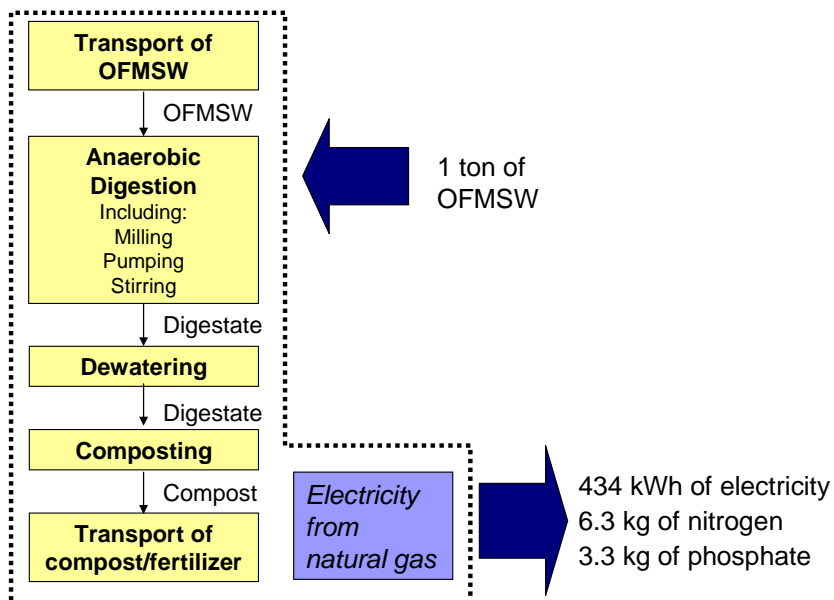 Transport of
OFMSW
OFMSW
Anaerobic
Digestion
Including:
Milling
Pumping
Stirring
1 ton of
OFMSW
Digestate
Dewatering
Digestate
Composting
Compost
Transport of
compost/fertilizer
Electricity
from
natural gas
434 kWh of electricity
6.3 kg of nitrogen
3.3 kg of phosphate